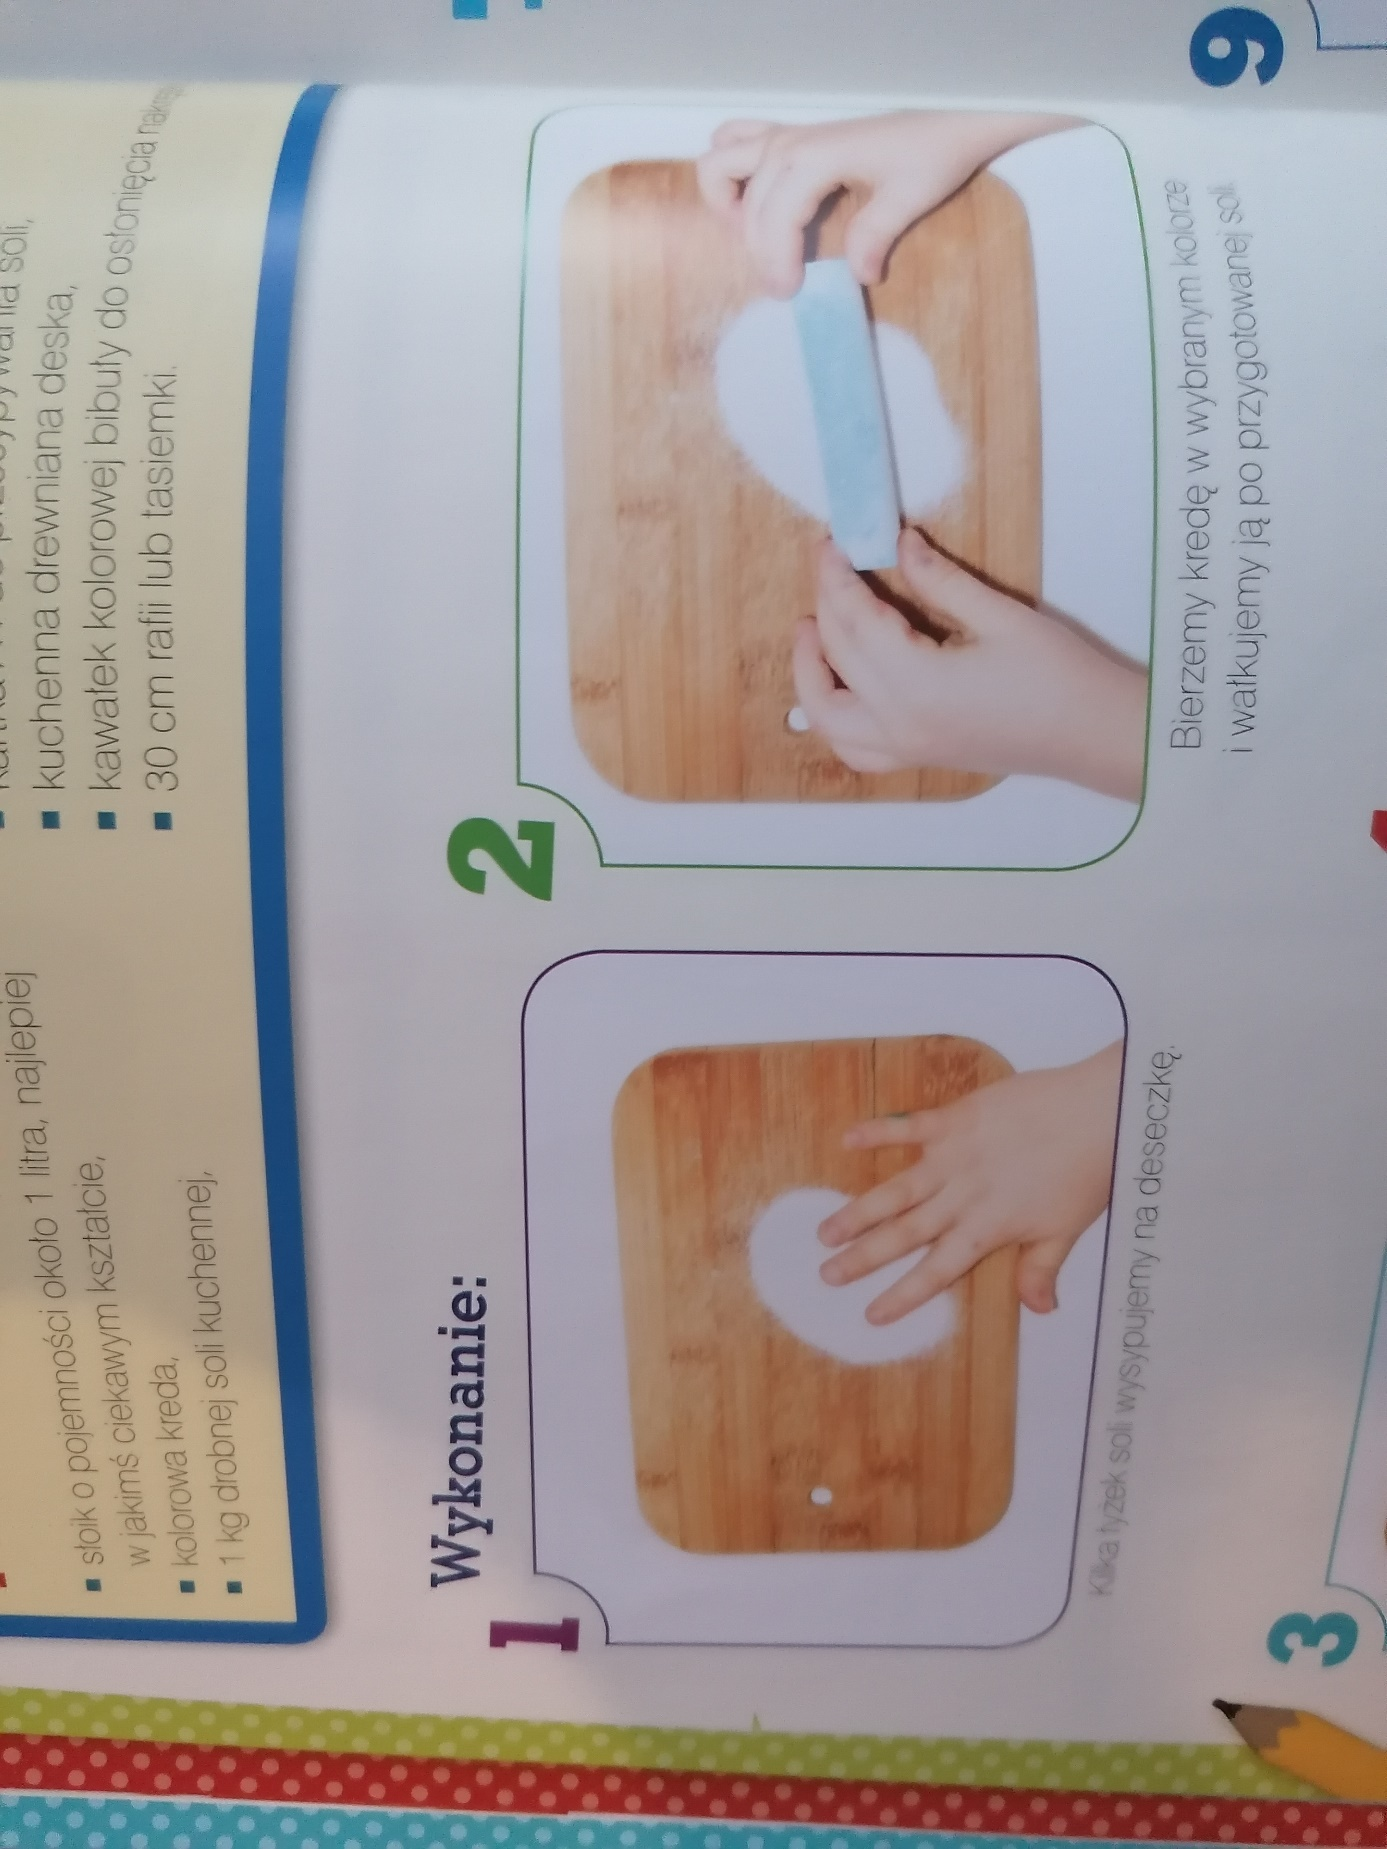 słoik o pojemności około 1 litra, najlepiej
w jakimś ciekawym kształcie,
kolorowa kreda,
1 kg drobnej soli kuchennej,
soli,
kuchenna drewniana deska,
kawałek kolorowej bibuły do osłonięcia
30 cm rafii lub tasiemki.
Wykonanie:
1
Kilka łyżek soli wysypujemy na deseczkę.
2
Bierzemy kredę w wybranym kolorze
i wałkujemy ją po przygotowanej soli.
3
9